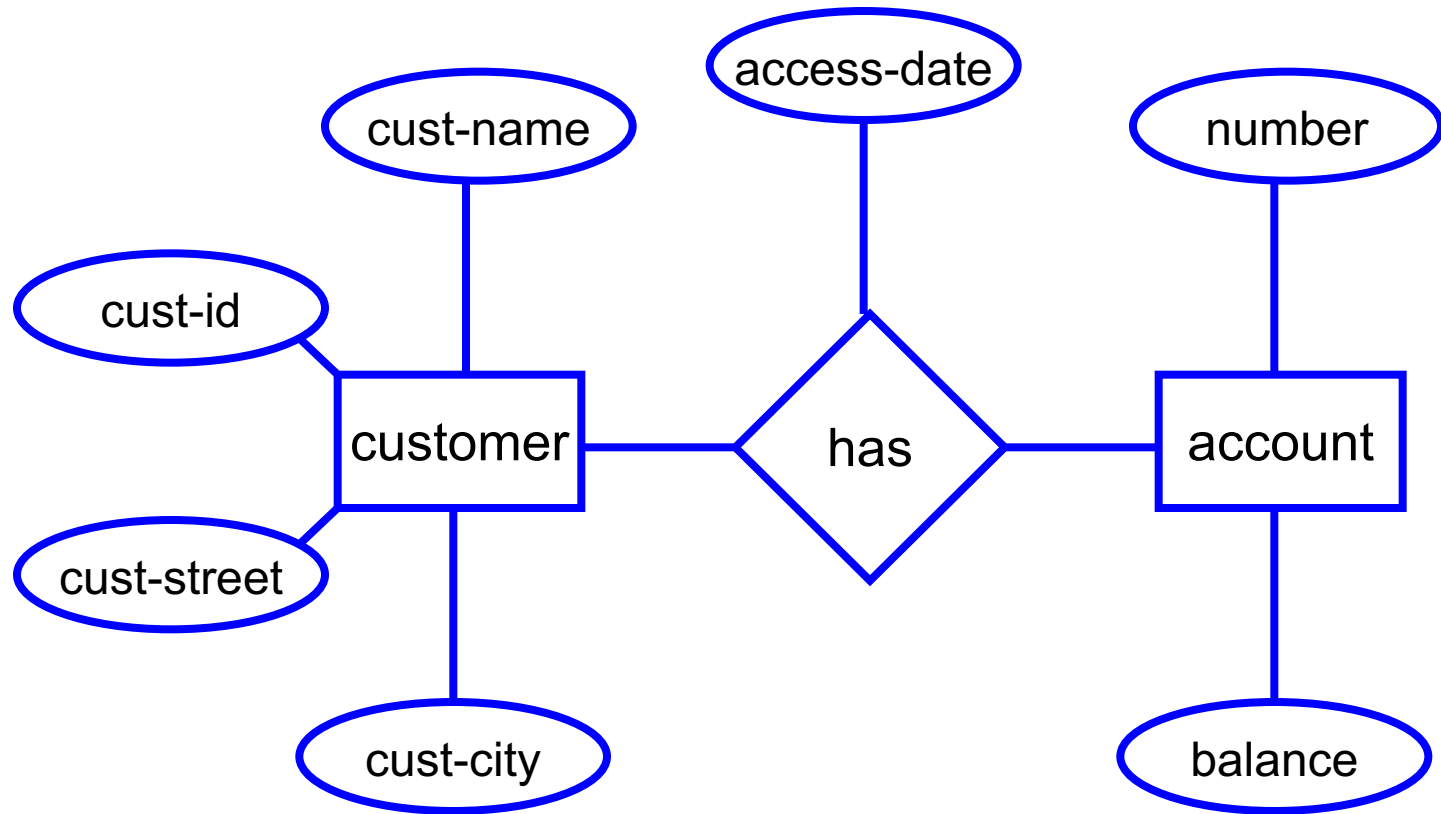 access-date
cust-name
number
cust-id
customer
has
account
cust-street
cust-city
balance